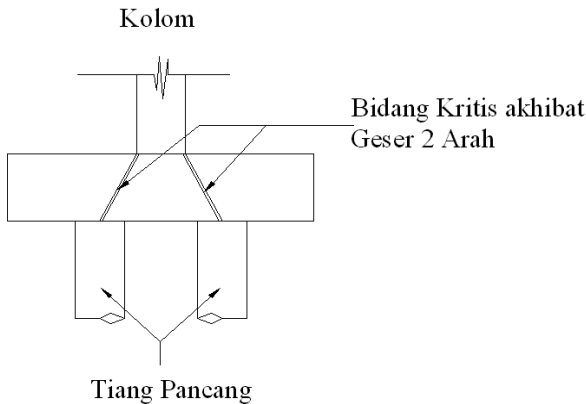 Kolom
Bidang Kritis akhibat
Geser 2 Arah
Tiang Pancang